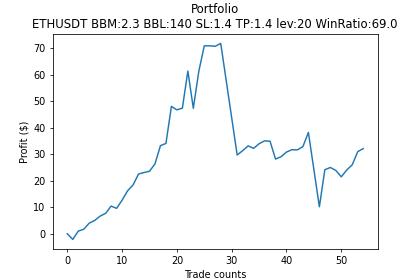 Portfolio
ETHUSDT BBM:2.3 BBL:140 SL:1.4 TP:1.4 lev:20 WinRatio:69.0
Profit ($)
70
60
50
40
30
20
10
0
0 10 20 30 40 50
Trade counts